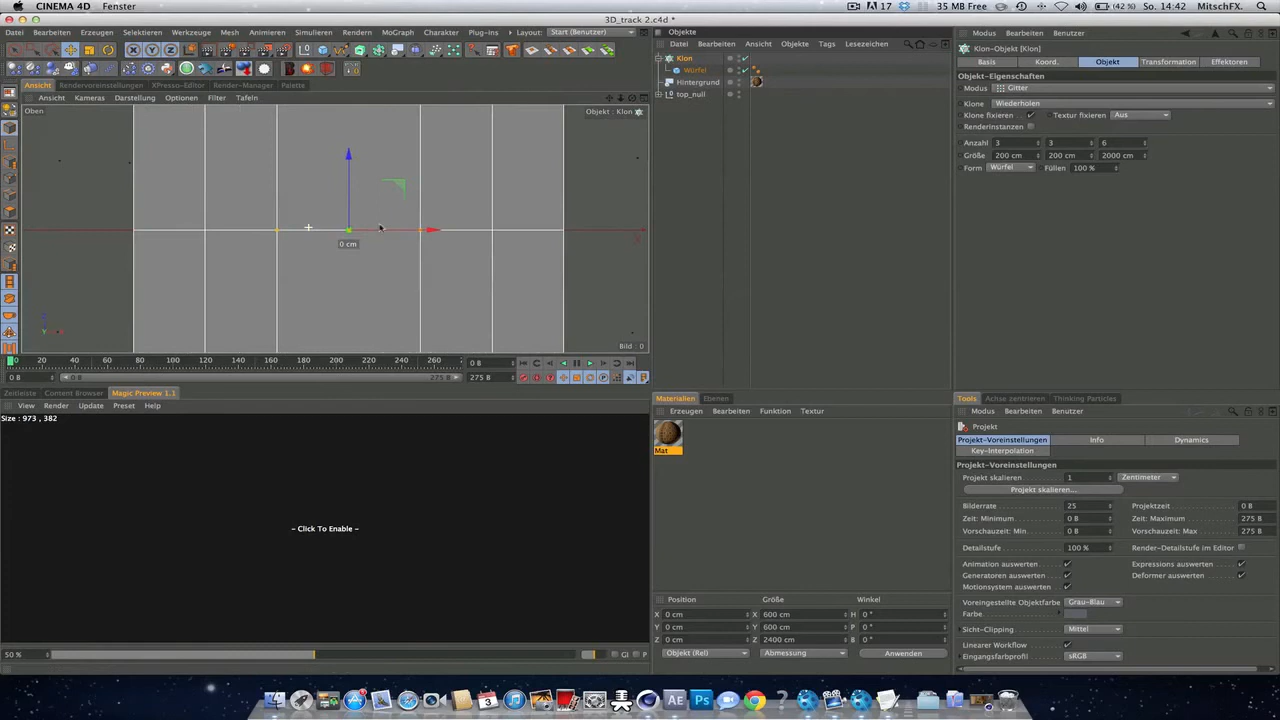 CINEMA 4D Fenster
17
35 MB Free
(42 %)
So. 14:42 MitschFX.
3D_track 2.c4d *
Datei Bearbeiten Erzeugen Selektieren Werkzeuge Mesh Animieren Simulieren Rendern MoGraph Charakter Plug-ins Layout: Start (Benutzer)
Objekte
Datei Bearbeiten Ansicht Objekte Tags Lesezeichen
Klon
Würfel
Hintergrund
top_null
Modus Bearbeiten Benutzer
Klon-Objekt [Klon]
Basis Koord. Objekt Transformation Effektoren
Objekt-Eigenschaften
Modus Gitter
Klone Wiederholen
Klone fixieren Textur fixieren Aus
Renderinstanzen
Anzahl 3 3 6
Größe 200 cm 200 cm 2000 cm
Form Würfel Füllen 100 %
Ansicht Rendervoreinstellungen XPresso-Editor Render-Manager Palette
Ansicht Kameras Darstellung Optionen Filter Tafeln
Oben
Objekt : Klon
0 cm
X
Y
Bild : 0
0 20 40 60 80 100 120 140 160 180 200 220 240 260
0 B
0 B 0 B 275 B 275 B
Zeitleiste Content Browser Magic Preview 1.1
View Render Update Preset Help
Size : 973 , 382
- Click To Enable -
50 %
GI P
Materialien Ebenen
Erzeugen Bearbeiten Funktion Textur
Mat
Position Größe Winkel
X 0 cm X 600 cm H 0 °
Y 0 cm Y 600 cm P 0 °
Z 0 cm Z 2400 cm B 0 °
Objekt (Rel) Abmessung Anwenden
Tools Achse zentrieren Thinking Particles
Modus Bearbeiten Benutzer
Projekt
Projekt-Voreinstellungen Info Dynamics
Key-Interpolation
Projekt-Voreinstellungen
Projekt skalieren 1 Zentimeter
Projekt skalieren...
Bilderrate 25 Projektzeit 0 B
Zeit: Minimum 0 B Zeit: Maximum 275 B
Vorschauzeit: Min 0 B Vorschauzeit: Max 275 B
Detailstufe 100 % Render-Detailstufe im Editor
Animation auswerten Expressions auswerten
Generatoren auswerten Deformer auswerten
Motionsystem auswerten
Voreingestellte Objektfarbe Grau-Blau
Farbe
Sicht-Clipping Mittel
Linearer Workflow
Eingangsfarbprofil sRGB
3
AE Ps
?